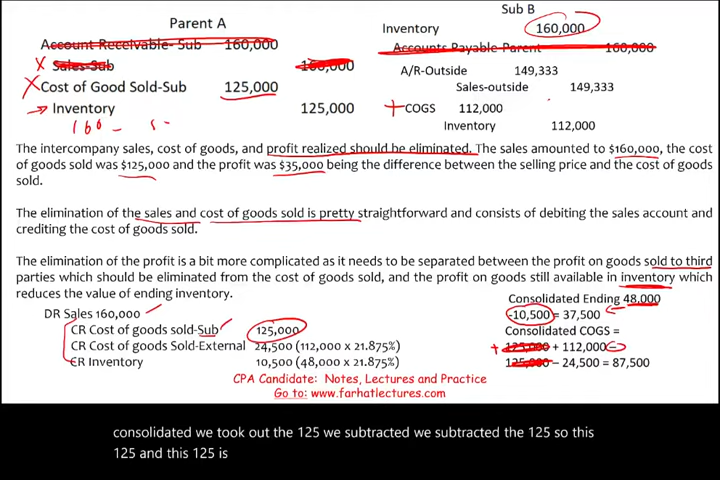 Parent A
Sub B
Account Receivable- Sub 160,000
Inventory 160,000
Accounts Payable-Parent 160,000
X Sales-Sub 160,000
A/R-Outside 149,333
X Cost of Good Sold-Sub 125,000
Sales-outside 149,333
→ Inventory 125,000
+ COGS 112,000
160 -
Inventory 112,000
The intercompany sales, cost of goods, and profit realized should be eliminated. The sales amounted to $160,000, the cost
of goods sold was $125,000 and the profit was $35,000 being the difference between the selling price and the cost of goods
sold.
The elimination of the sales and cost of goods sold is pretty straightforward and consists of debiting the sales account and
crediting the cost of goods sold.
The elimination of the profit is a bit more complicated as it needs to be separated between the profit on goods sold to third
parties which should be eliminated from the cost of goods sold, and the profit on goods still available in inventory which
reduces the value of ending inventory.
Consolidated Ending 48,000
DR Sales 160,000
-10,500 = 37,500
CR Cost of goods sold-Sub 125,000
Consolidated COGS =
CR Cost of goods Sold-External 24,500 (112,000 x 21.875%)
+ 125,000 + 112,000 -
CR Inventory 10,500 (48,000 x 21.875%)
125,000 – 24,500 = 87,500
CPA Candidate: Notes, Lectures and Practice
Go to: www.farhatlectures.com
consolidated we took out the 125 we subtracted we subtracted the 125 so this
125 and this 125 is